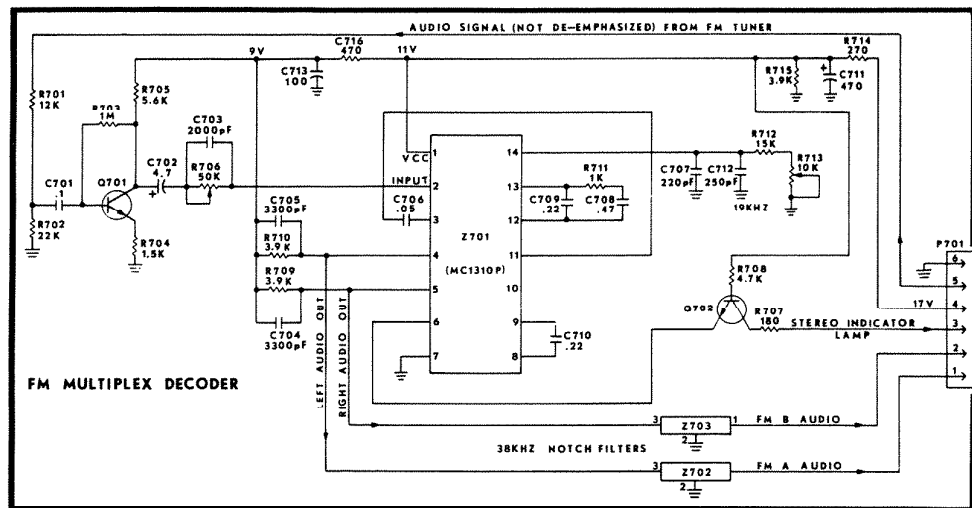 AUDIO SIGNAL (NOT DE-EMPHASIZED) FROM FM TUNER
9V
C716
470
11V
R714
270
C713
100
R715
3.9K
C711
470
+
R701
12K
R703
1M
R705
5.6K
C703
2000pF
C702
4.7
+
R706
50K
Q701
C701
.1
R702
22K
R704
1.5K
1
VCC
INPUT
2
3
4
5
6
7
14
13
12
11
10
9
8
Z701
(MC1310P)
C706
.05
C705
3300pF
R710
3.9K
R709
3.9K
C704
3300pF
R711
1K
C709
.22
C708
.47
C707
220pF
C712
250pF
R712
15K
R713
10K
19KHZ
C710
.22
R708
4.7K
Q702
R707
180
STEREO INDICATOR
LAMP
17V
P701
6
5
4
3
2
1
LEFT AUDIO OUT
RIGHT AUDIO OUT
FM MULTIPLEX DECODER
3
Z703
1
2
FM B AUDIO
38KHZ NOTCH FILTERS
3
Z702
2
FM A AUDIO